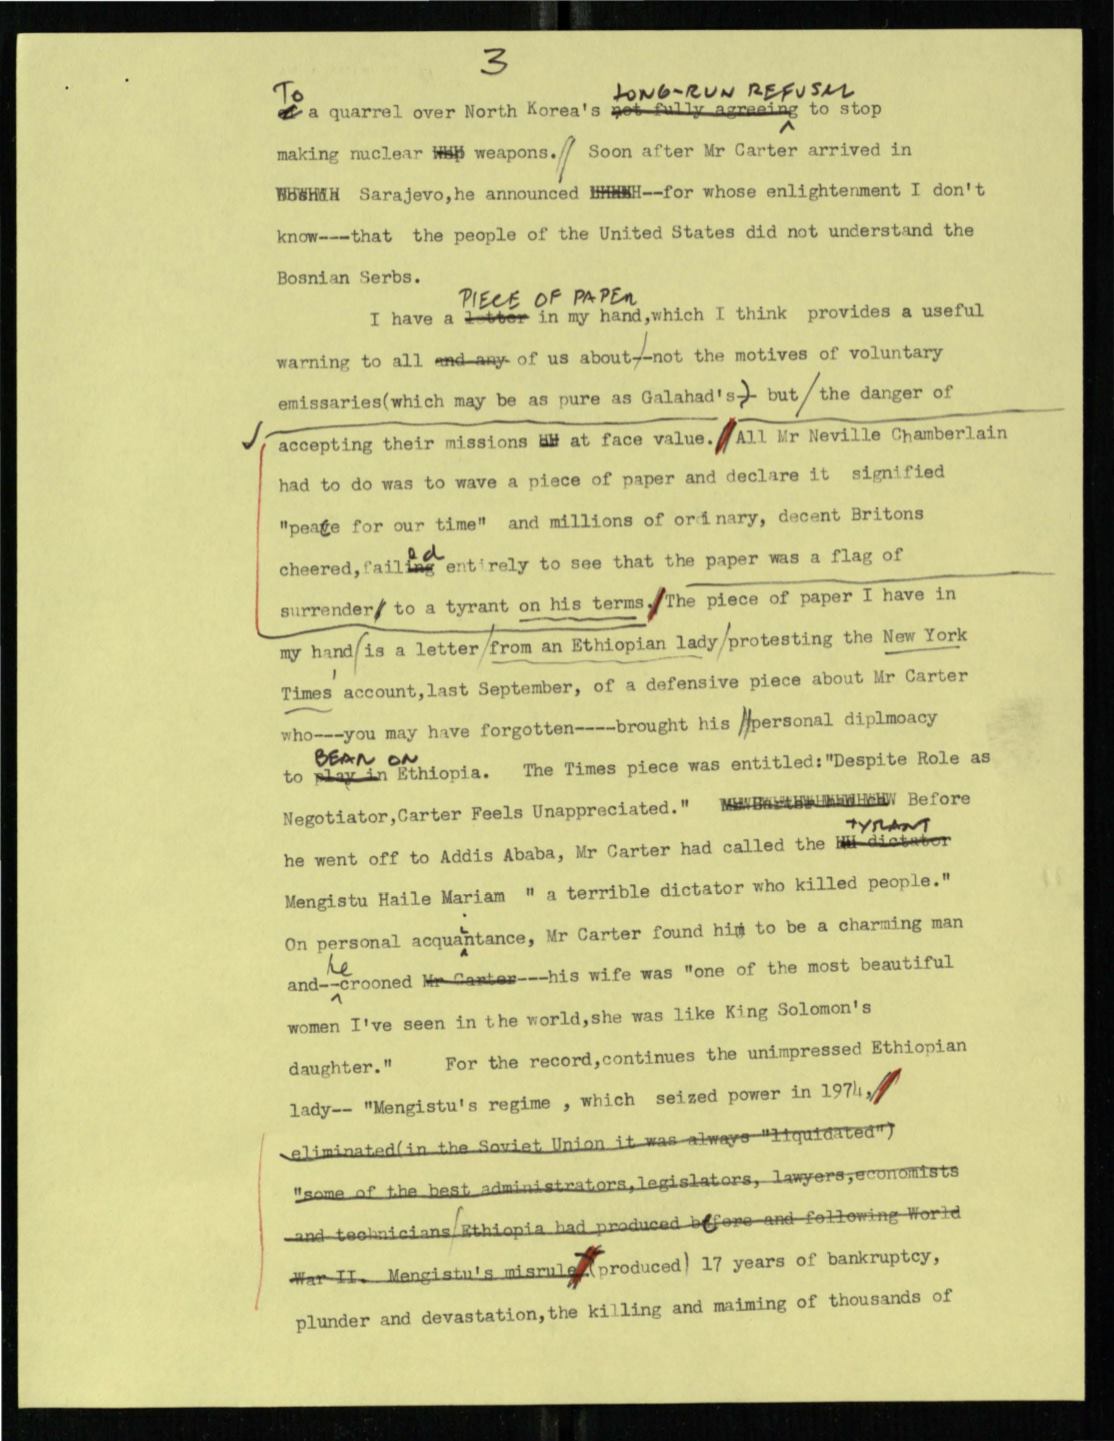 3
To LONG-RUN REFUSAL
a quarrel over North Korea's not fully agreeing to stop
making nuclear weapons. Soon after Mr Carter arrived in
Bosnia Sarajevo,he announced --for whose enlightenment I don't
know---that the people of the United States did not understand the
Bosnian Serbs.
PIECE OF PAPER
I have a letter in my hand,which I think provides a useful
warning to all and any of us about--not the motives of voluntary
emissaries(which may be as pure as Galahad's)- but the danger of
accepting their missions at face value. All Mr Neville Chamberlain
had to do was to wave a piece of paper and declare it signified
"peace for our time" and millions of ordinary, decent Britons
ed
cheered,failing entirely to see that the paper was a flag of
surrender to a tyrant on his terms. The piece of paper I have in
my hand is a letter from an Ethiopian lady protesting the New York
Times' account,last September, of a defensive piece about Mr Carter
who---you may have forgotten----brought his personal diplmoacy
BEAR ON
to play in Ethiopia. The Times piece was entitled:"Despite Role as
Negotiator,Carter Feels Unappreciated." Before
TYRANT
he went off to Addis Ababa, Mr Carter had called the dictator
Mengistu Haile Mariam " a terrible dictator who killed people."
i
On personal acquantance, Mr Carter found him to be a charming man
he
and--crooned Mr Carter---his wife was "one of the most beautiful
women I've seen in the world,she was like King Solomon's
daughter." For the record,continues the unimpressed Ethiopian
lady-- "Mengistu's regime , which seized power in 1974,
eliminated(in the Soviet Union it was always "liquidated")
"some of the best administrators,legislators, lawyers,economists
and technicians Ethiopia had produced before and following World
War II. Mengistu's misrule (produced) 17 years of bankruptcy,
plunder and devastation,the killing and maiming of thousands of